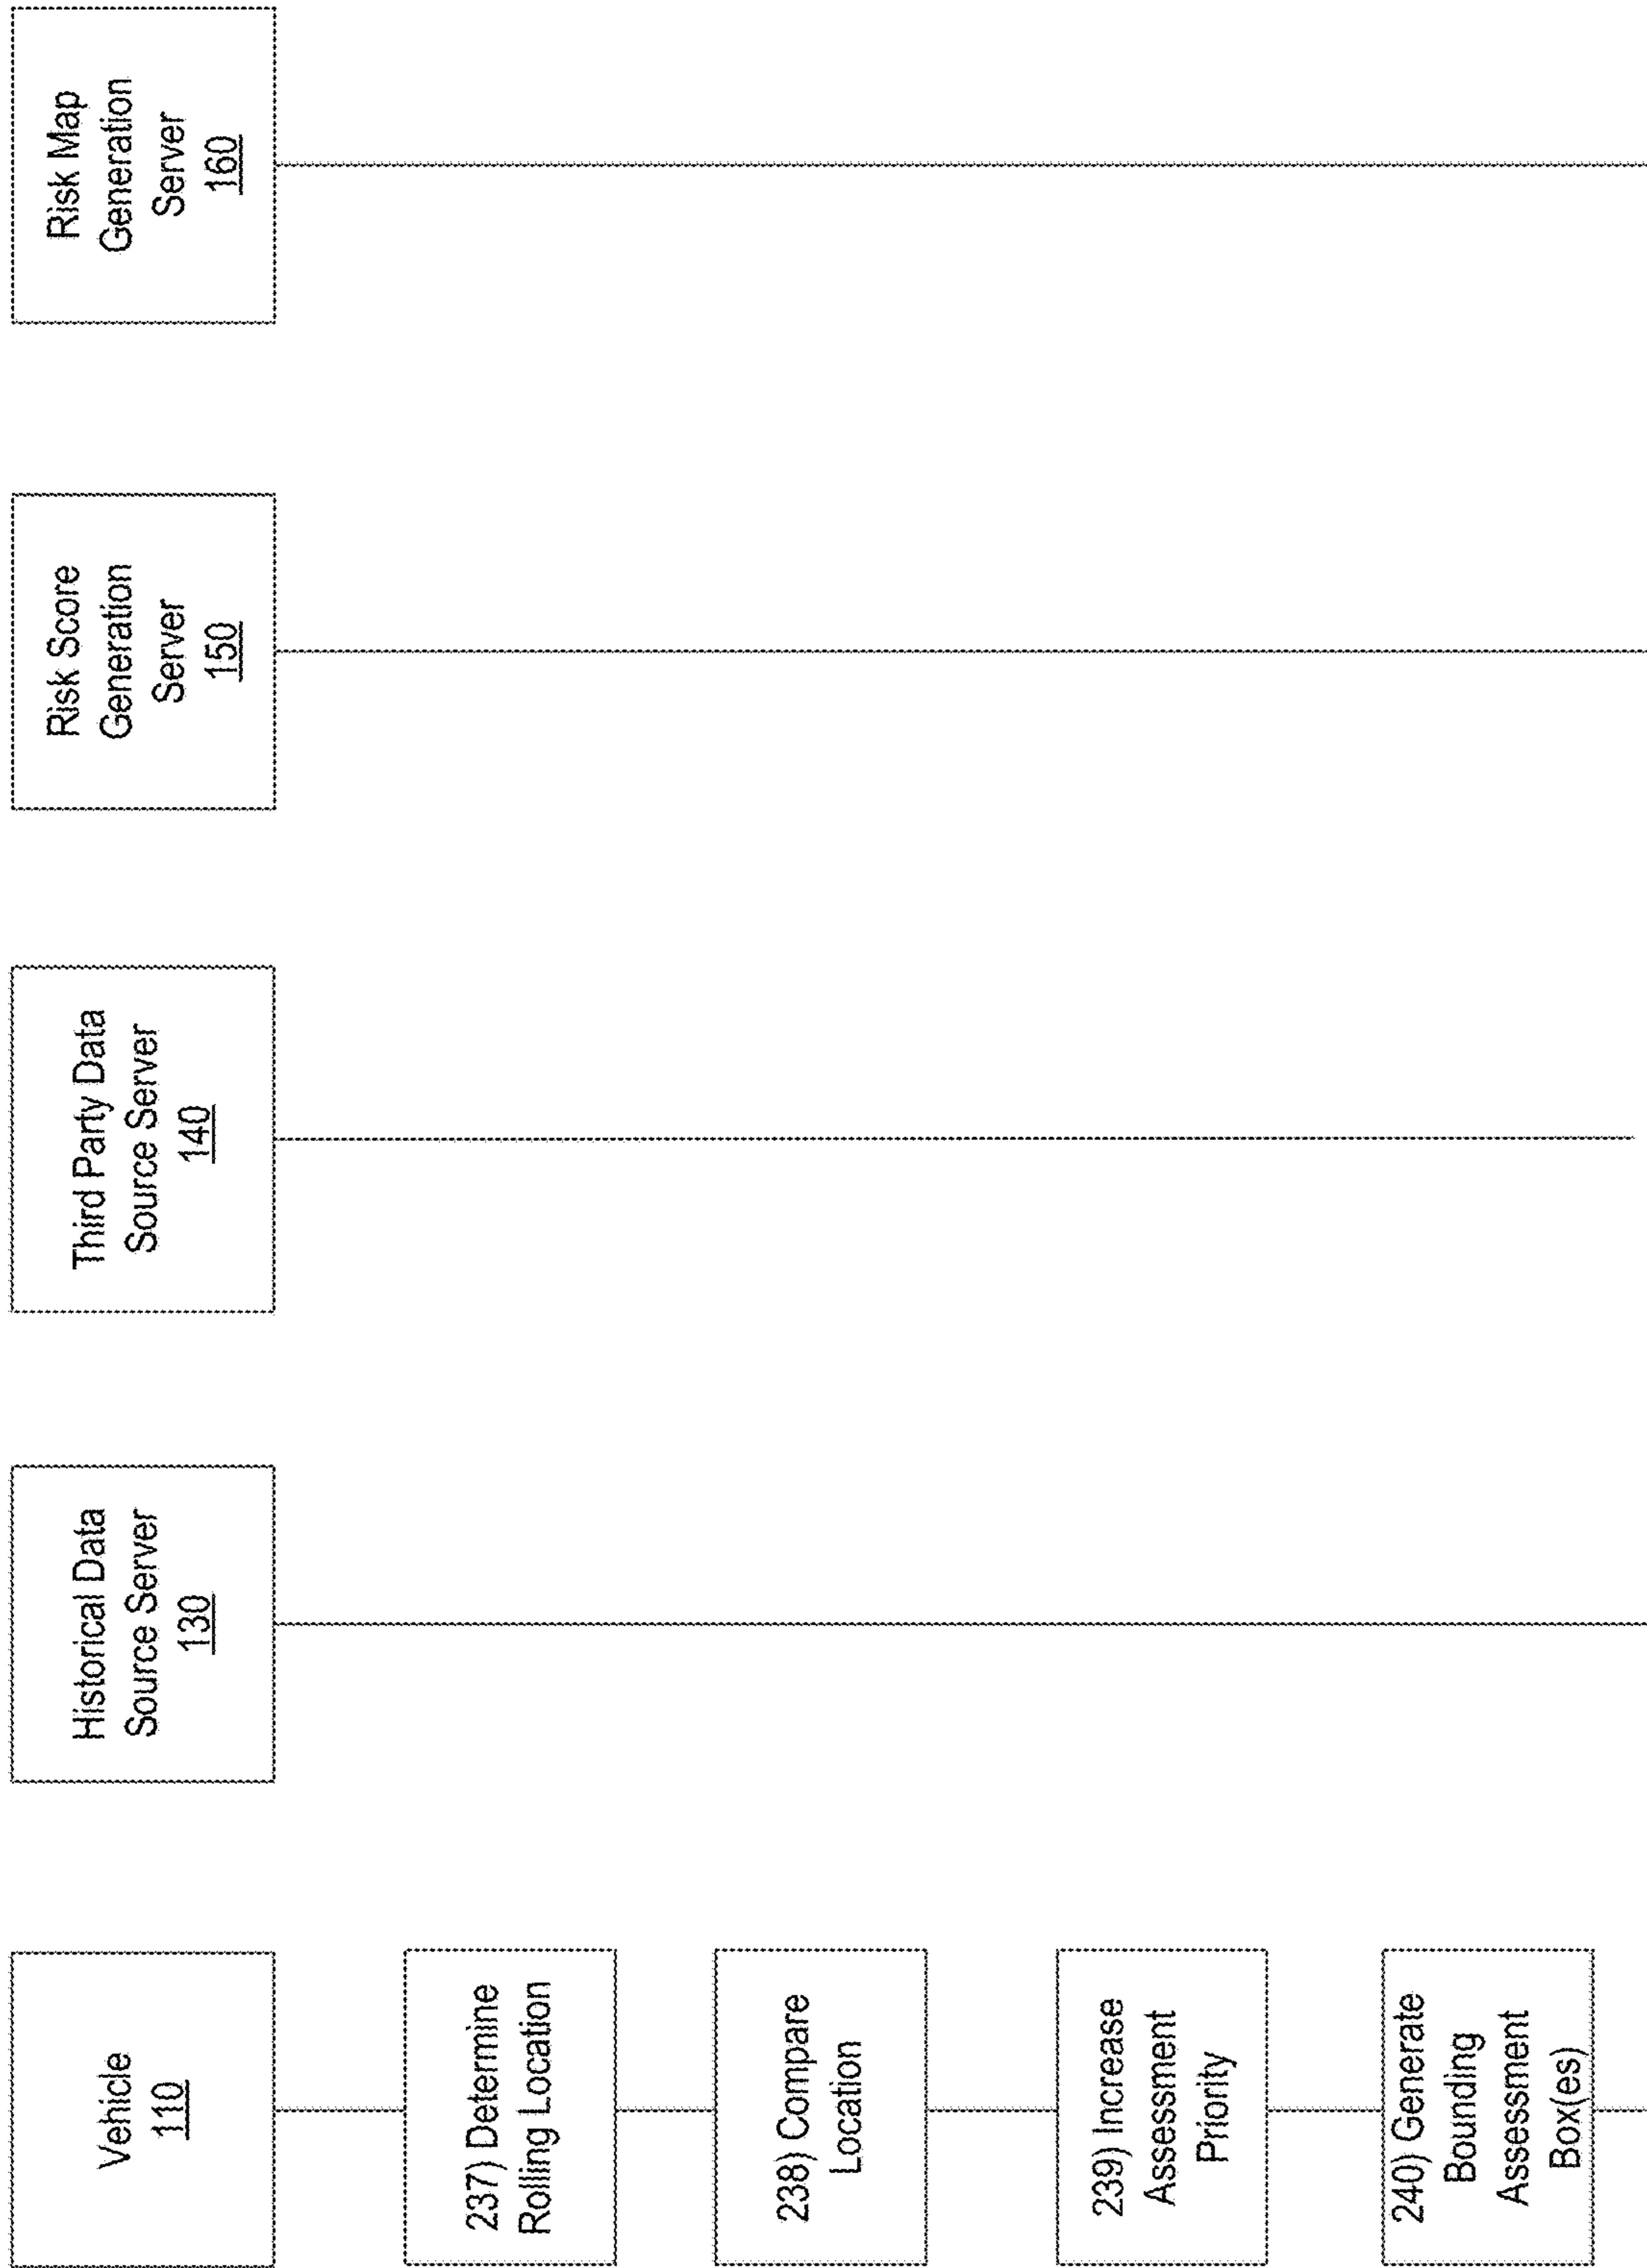 Vehicle
110
Historical Data
Source Server
130
Third Party Data
Source Server
140
Risk Score
Generation
Server
150
Risk Map
Generation
Server
160
237) Determine
Rolling Location
238) Compare
Location
239) Increase
Assessment
Priority
240) Generate
Bounding
Assessment
Box(es)